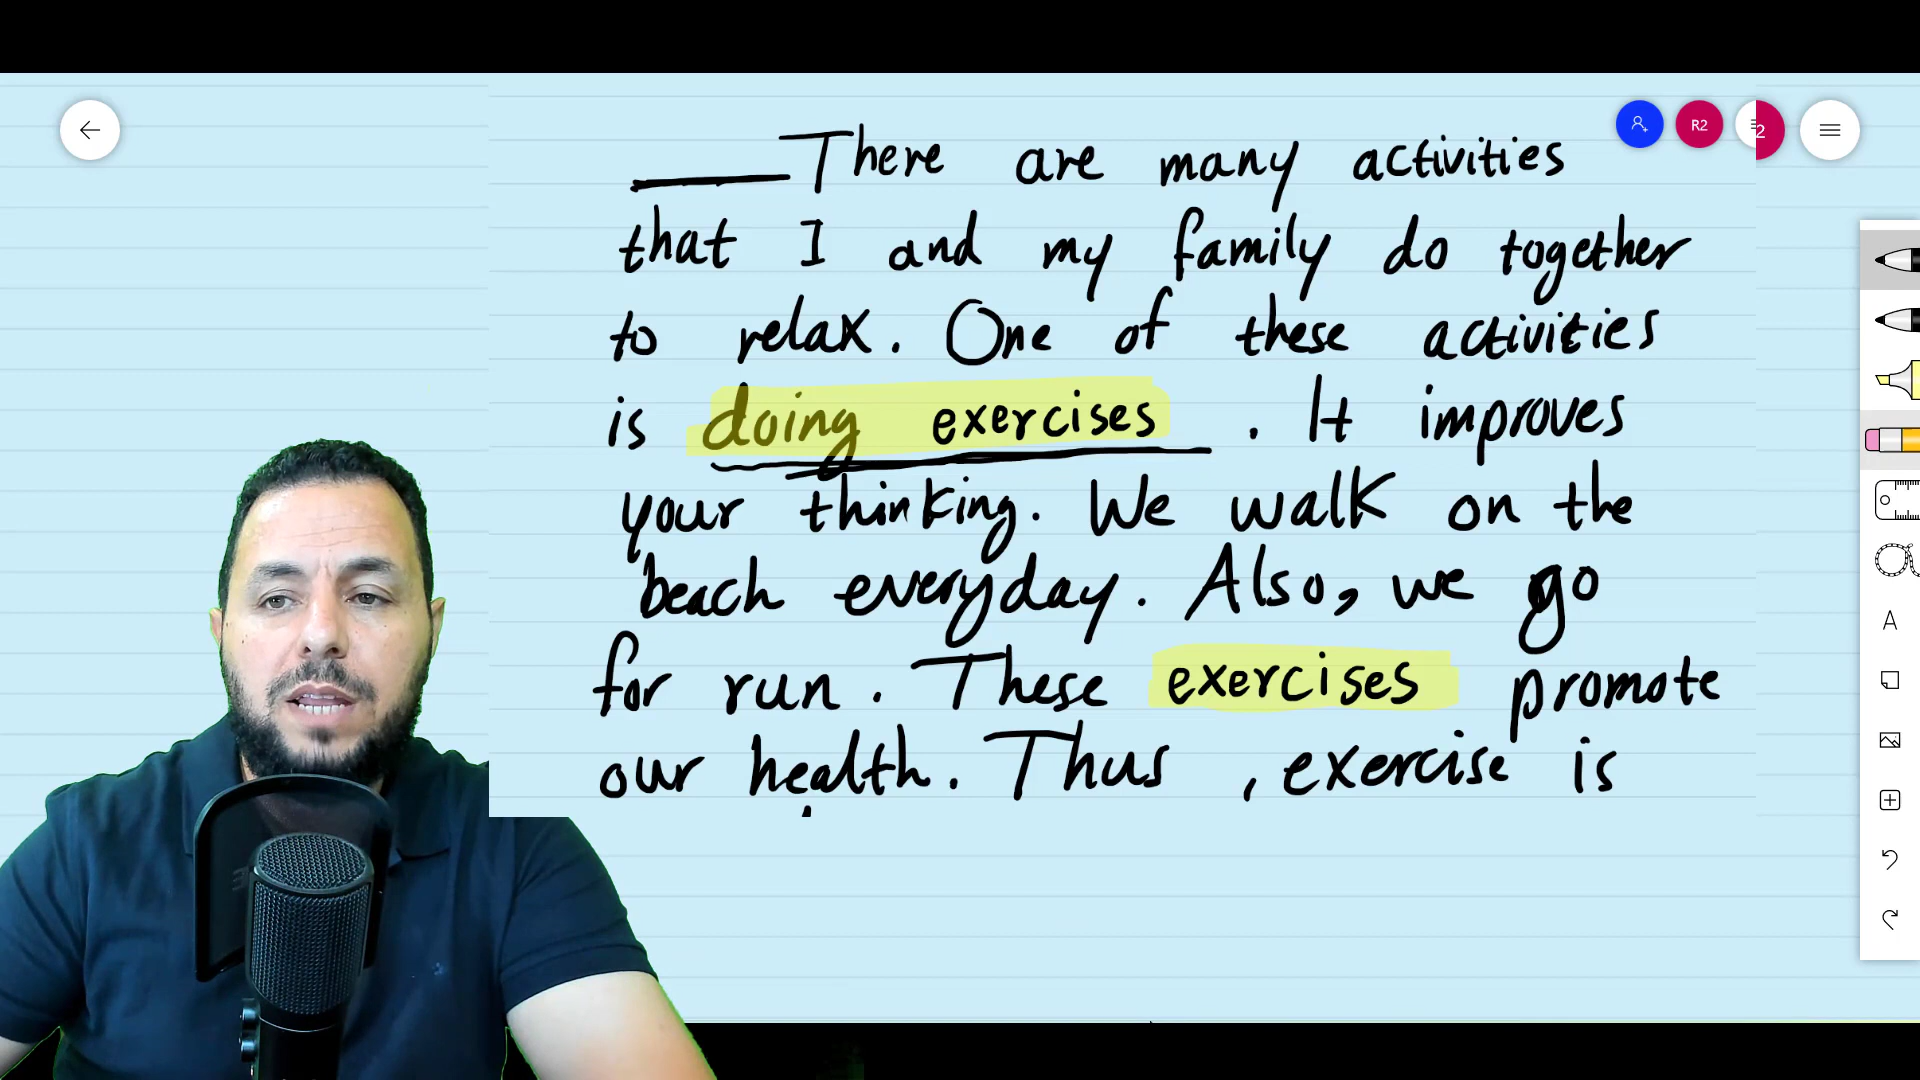 There are many activities
that I and my family do together
to relax. One of these activities
is doing exercises. It improves
your thinking. We walk on the
beach everyday. Also, we go
for run. These exercises promote
our health. Thus, exercise is
R2
2
A